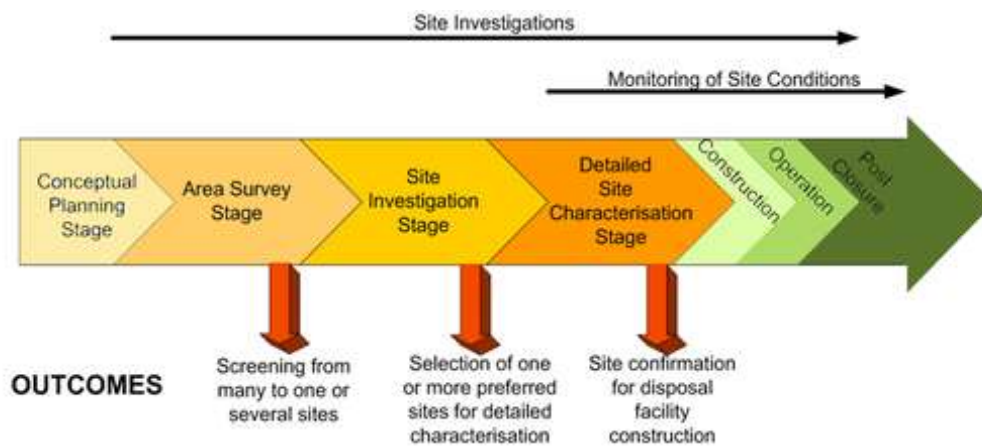 Site Investigations
Monitoring of Site Conditions
Conceptual
Planning
Stage
Area Survey
Stage
Site
Investigation
Stage
Detailed
Site
Characterisation
Stage
Construction
Operation
Post
Closure
OUTCOMES
Screening from
many to one or
several sites
Selection of one
or more preferred
sites for detailed
characterisation
Site confirmation
for disposal
facility
construction